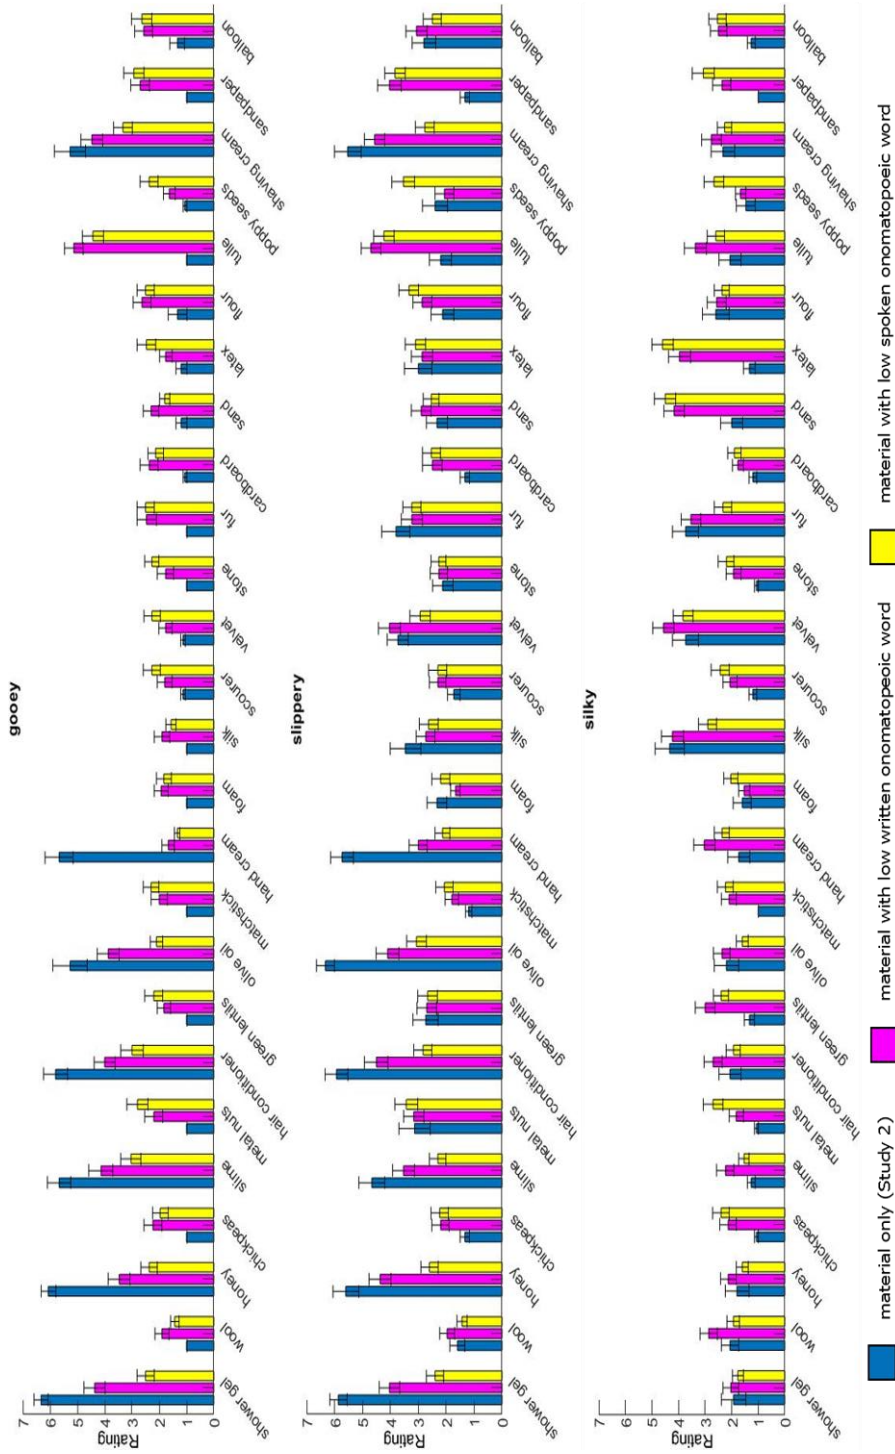 gooey
7
6
5
4
3
2
1
0
Rating
shower gel
wool
honey
chickpeas
slime
metal nuts
hair conditioner
green lentils
olive oil
matchstick
hand cream
foam
silk
scourer
velvet
stone
fur
cardboard
sand
latex
flour
tulle
poppy seeds
shaving cream
sandpaper
balloon
slippery
7
6
5
4
3
2
1
0
Rating
shower gel
wool
honey
chickpeas
slime
metal nuts
hair conditioner
green lentils
olive oil
matchstick
hand cream
foam
silk
scourer
velvet
stone
fur
cardboard
sand
latex
flour
tulle
poppy seeds
shaving cream
sandpaper
balloon
silky
7
6
5
4
3
2
1
0
Rating
shower gel
wool
honey
chickpeas
slime
metal nuts
hair conditioner
green lentils
olive oil
matchstick
hand cream
foam
silk
scourer
velvet
stone
fur
cardboard
sand
latex
flour
tulle
poppy seeds
shaving cream
sandpaper
balloon
material only (Study 2)
material with low written onomatopoeic word
material with low spoken onomatopoeic word